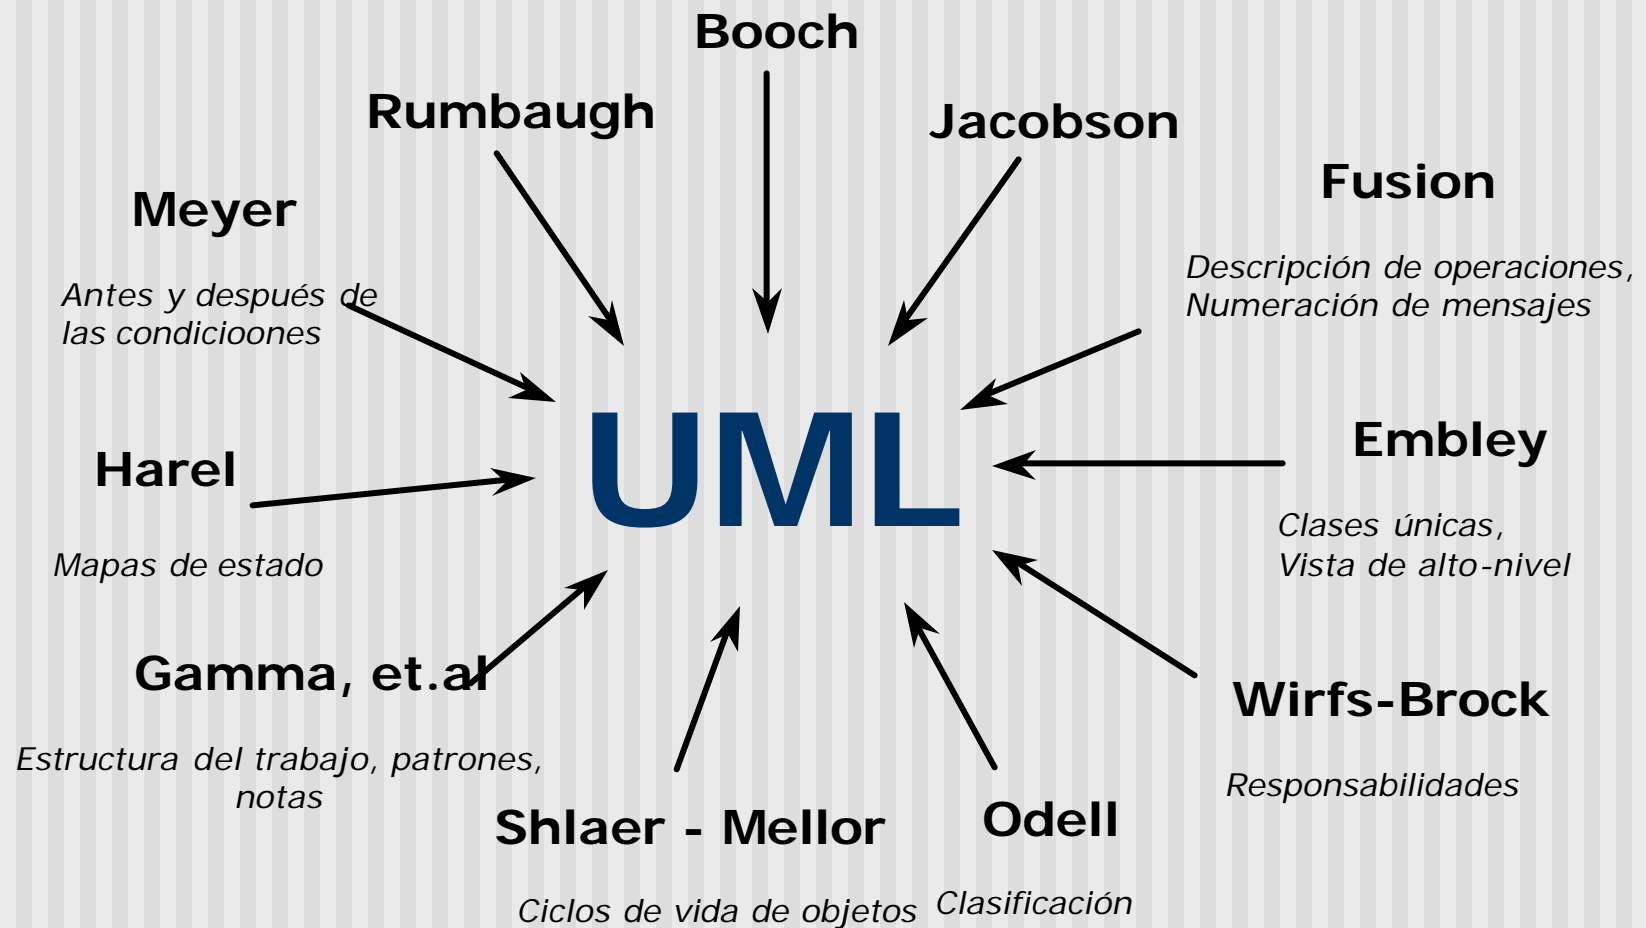 Booch
Rumbaugh
Jacobson
Meyer
Antes y después de
las condicioones
Fusion
Descripción de operaciones,
Numeración de mensajes
UML
Harel
Mapas de estado
Embley
Clases únicas,
Vista de alto-nivel
Gamma, et.al
Estructura del trabajo, patrones,
notas
Wirfs-Brock
Responsabilidades
Shlaer - Mellor
Ciclos de vida de objetos
Odell
Clasificación